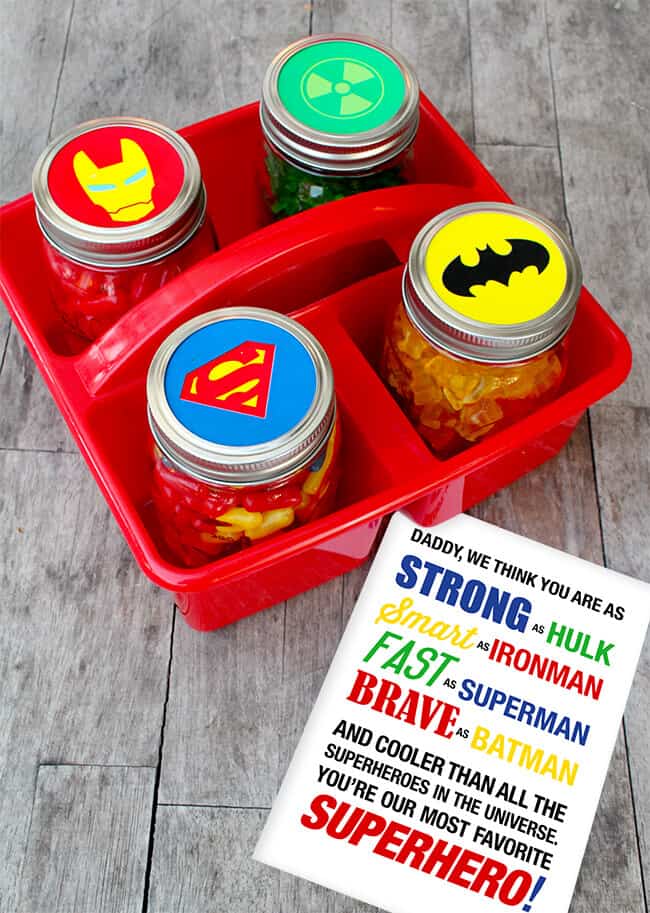 S
DADDY, WE THINK YOU ARE AS
STRONG AS HULK
Smart AS IRONMAN
FAST AS SUPERMAN
BRAVE AS BATMAN
AND COOLER THAN ALL THE
SUPERHEROES IN THE UNIVERSE.
YOU'RE OUR MOST FAVORITE
SUPERHERO!